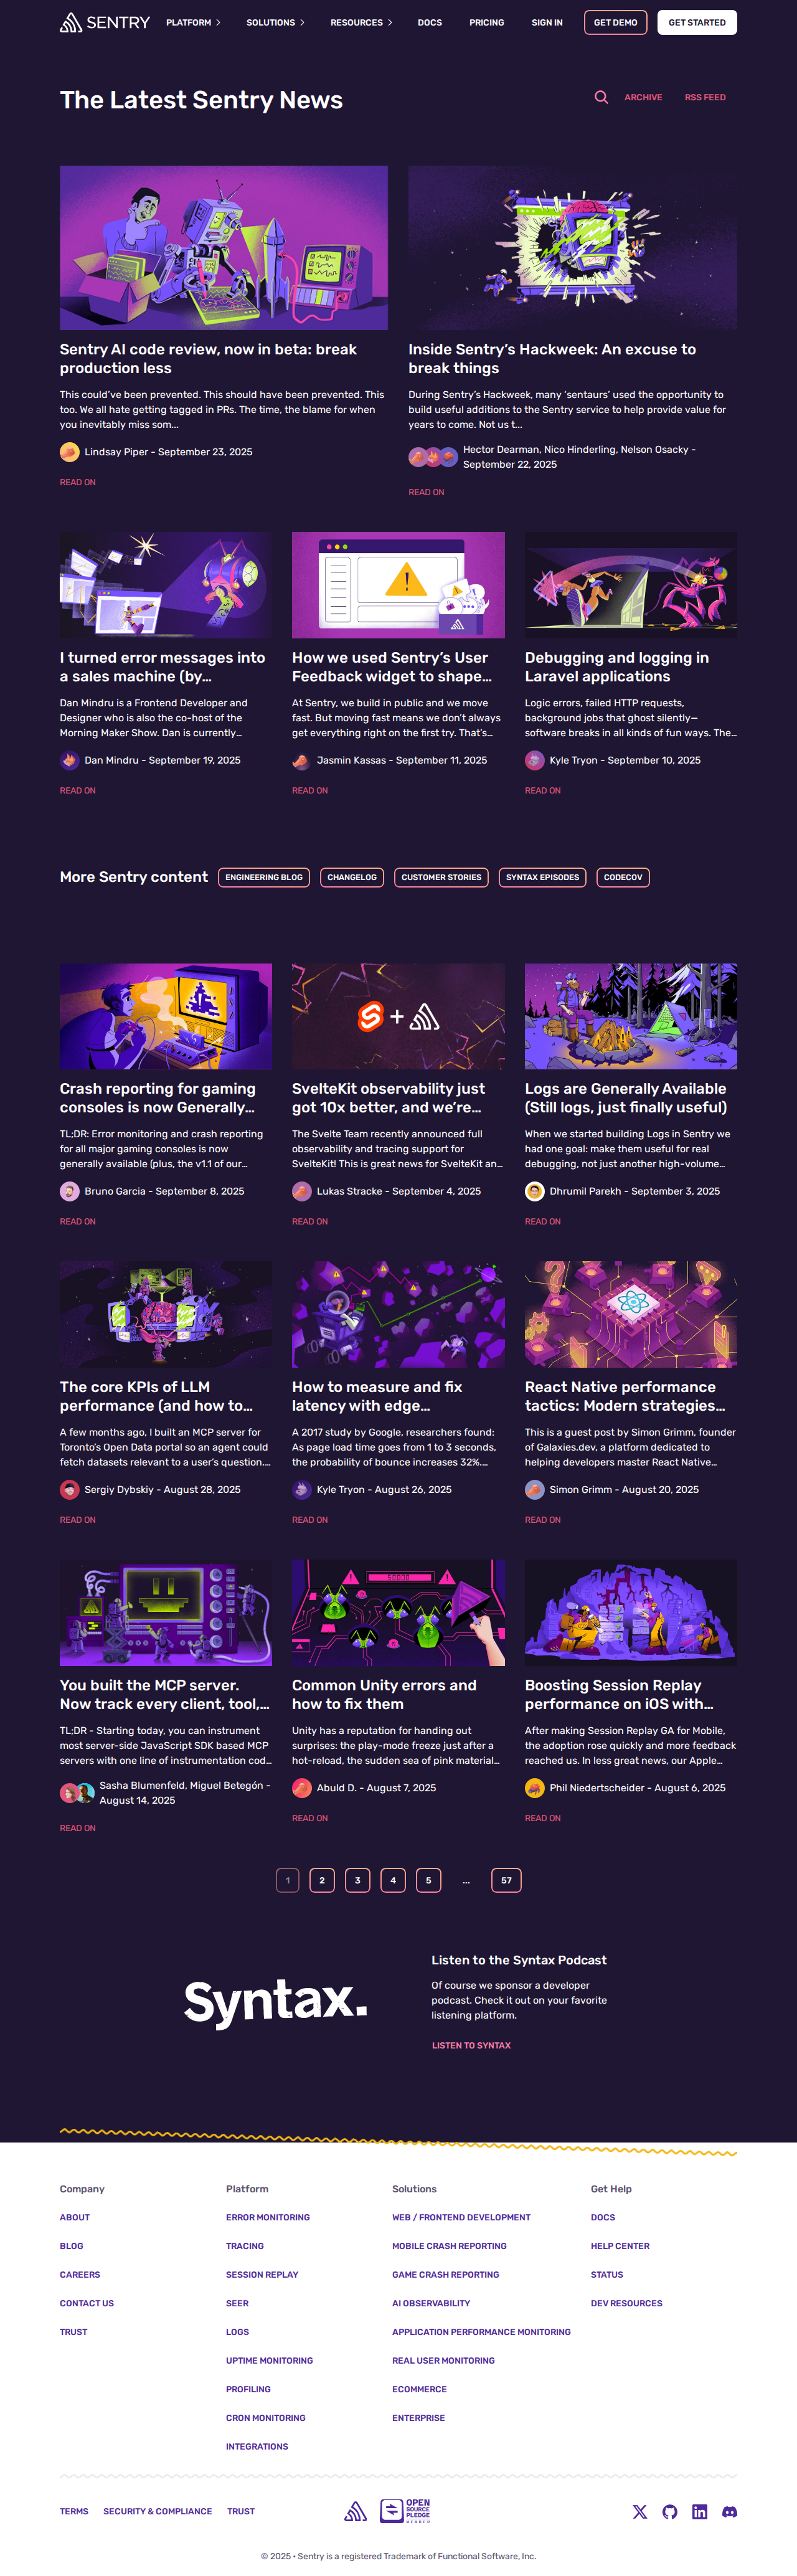 SENTRY
PLATFORM
SOLUTIONS
RESOURCES
DOCS
PRICING
SIGN IN
GET DEMO
GET STARTED
The Latest Sentry News
ARCHIVE
RSS FEED
Sentry AI code review, now in beta: break
production less
This could’ve been prevented. This should have been prevented. This
too. We all hate getting tagged in PRs. The time, the blame for when
you inevitably miss som...
Lindsay Piper - September 23, 2025
READ ON
Inside Sentry’s Hackweek: An excuse to
break things
During Sentry’s Hackweek, many ‘sentaurs’ used the opportunity to
build useful additions to the Sentry service to help provide value for
years to come. Not us t...
Hector Dearman, Nico Hinderling, Nelson Osacky -
September 22, 2025
READ ON
I turned error messages into
a sales machine (by...
Dan Mindru is a Frontend Developer and
Designer who is also the co-host of the
Morning Maker Show. Dan is currently...
Dan Mindru - September 19, 2025
READ ON
How we used Sentry’s User
Feedback widget to shape...
At Sentry, we build in public and we move
fast. But moving fast means we don’t always
get everything right on the first try. That’s...
Jasmin Kassas - September 11, 2025
READ ON
Debugging and logging in
Laravel applications
Logic errors, failed HTTP requests,
background jobs that ghost silently—
software breaks in all kinds of fun ways. The...
Kyle Tryon - September 10, 2025
READ ON
More Sentry content
ENGINEERING BLOG
CHANGELOG
CUSTOMER STORIES
SYNTAX EPISODES
CODECOV
Crash reporting for gaming
consoles is now Generally...
TL;DR: Error monitoring and crash reporting
for all major gaming consoles is now
generally available (plus, the v1.1 of our...
Bruno Garcia - September 8, 2025
READ ON
+
SvelteKit observability just
got 10x better, and we’re...
The Svelte Team recently announced full
observability and tracing support for
SvelteKit! This is great news for SvelteKit an...
Lukas Stracke - September 4, 2025
READ ON
Logs are Generally Available
(Still logs, just finally useful)
When we started building Logs in Sentry we
had one goal: make them useful for real
debugging, not just another high-volume...
Dhrumil Parekh - September 3, 2025
READ ON
The core KPIs of LLM
performance (and how to...
A few months ago, I built an MCP server for
Toronto’s Open Data portal so an agent could
fetch datasets relevant to a user’s question....
Sergiy Dybskiy - August 28, 2025
READ ON
How to measure and fix
latency with edge...
A 2017 study by Google, researchers found:
As page load time goes from 1 to 3 seconds,
the probability of bounce increases 32%....
Kyle Tryon - August 26, 2025
READ ON
React Native performance
tactics: Modern strategies...
This is a guest post by Simon Grimm, founder
of Galaxies.dev, a platform dedicated to
helping developers master React Native...
Simon Grimm - August 20, 2025
READ ON
You built the MCP server.
Now track every client, tool,...
TL;DR - Starting today, you can instrument
most server-side JavaScript SDK based MCP
servers with one line of instrumentation cod...
Sasha Blumenfeld, Miguel Betegón -
August 14, 2025
READ ON
Common Unity errors and
how to fix them
Unity has a reputation for handing out
surprises: the play-mode freeze just after a
hot-reload, the sudden sea of pink material...
Abuld D. - August 7, 2025
READ ON
Boosting Session Replay
performance on iOS with...
After making Session Replay GA for Mobile,
the adoption rose quickly and more feedback
reached us. In less great news, our Apple...
Phil Niedertscheider - August 6, 2025
READ ON
1
2
3
4
5
...
57
Syntax.
Listen to the Syntax Podcast
Of course we sponsor a developer
podcast. Check it out on your favorite
listening platform.
LISTEN TO SYNTAX
Company
ABOUT
BLOG
CAREERS
CONTACT US
TRUST
Platform
ERROR MONITORING
TRACING
SESSION REPLAY
SEER
LOGS
UPTIME MONITORING
PROFILING
CRON MONITORING
INTEGRATIONS
Solutions
WEB / FRONTEND DEVELOPMENT
MOBILE CRASH REPORTING
GAME CRASH REPORTING
AI OBSERVABILITY
APPLICATION PERFORMANCE MONITORING
REAL USER MONITORING
ECOMMERCE
ENTERPRISE
Get Help
DOCS
HELP CENTER
STATUS
DEV RESOURCES
TERMS
SECURITY & COMPLIANCE
TRUST
OPEN
SOURCE
PLEDGE
MEMBER
© 2025 • Sentry is a registered Trademark of Functional Software, Inc.